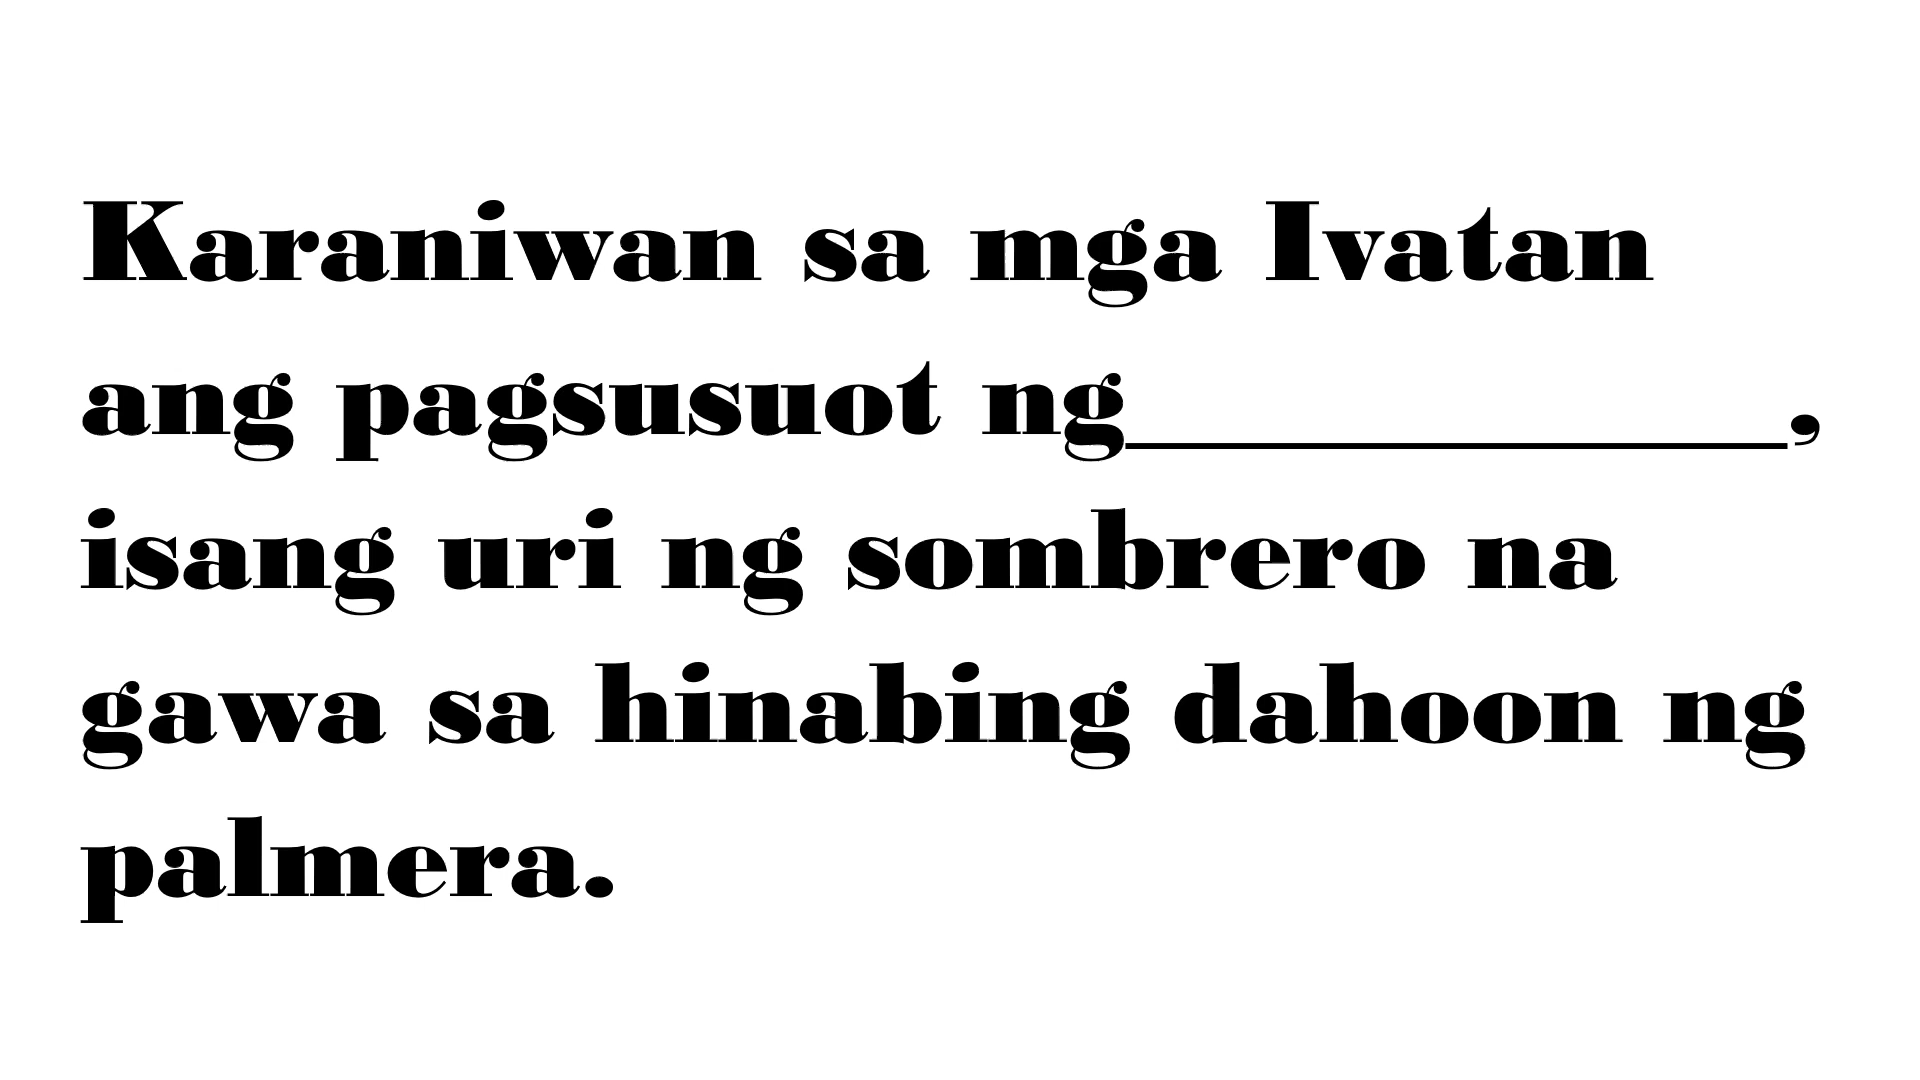 Karaniwan sa mga Ivatan
ang pagsusuot ng____________,
isang uri ng sombrero na
gawa sa hinabing dahoon ng
palmera.